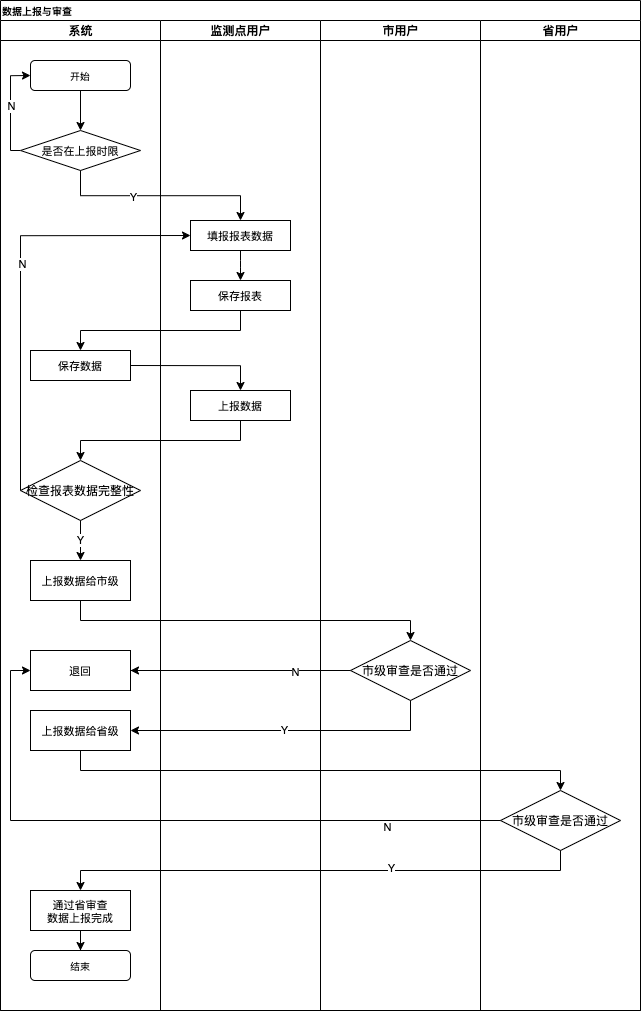 数据上报与审查
系统
监测点用户
市用户
省用户
开始
N
是否在上报时限
Y
填报报表数据
N
保存报表
保存数据
上报数据
检查报表数据完整性
Y
上报数据给市级
退回
N
市级审查是否通过
上报数据给省级
Y
市级审查是否通过
N
Y
通过省审查
数据上报完成
结束